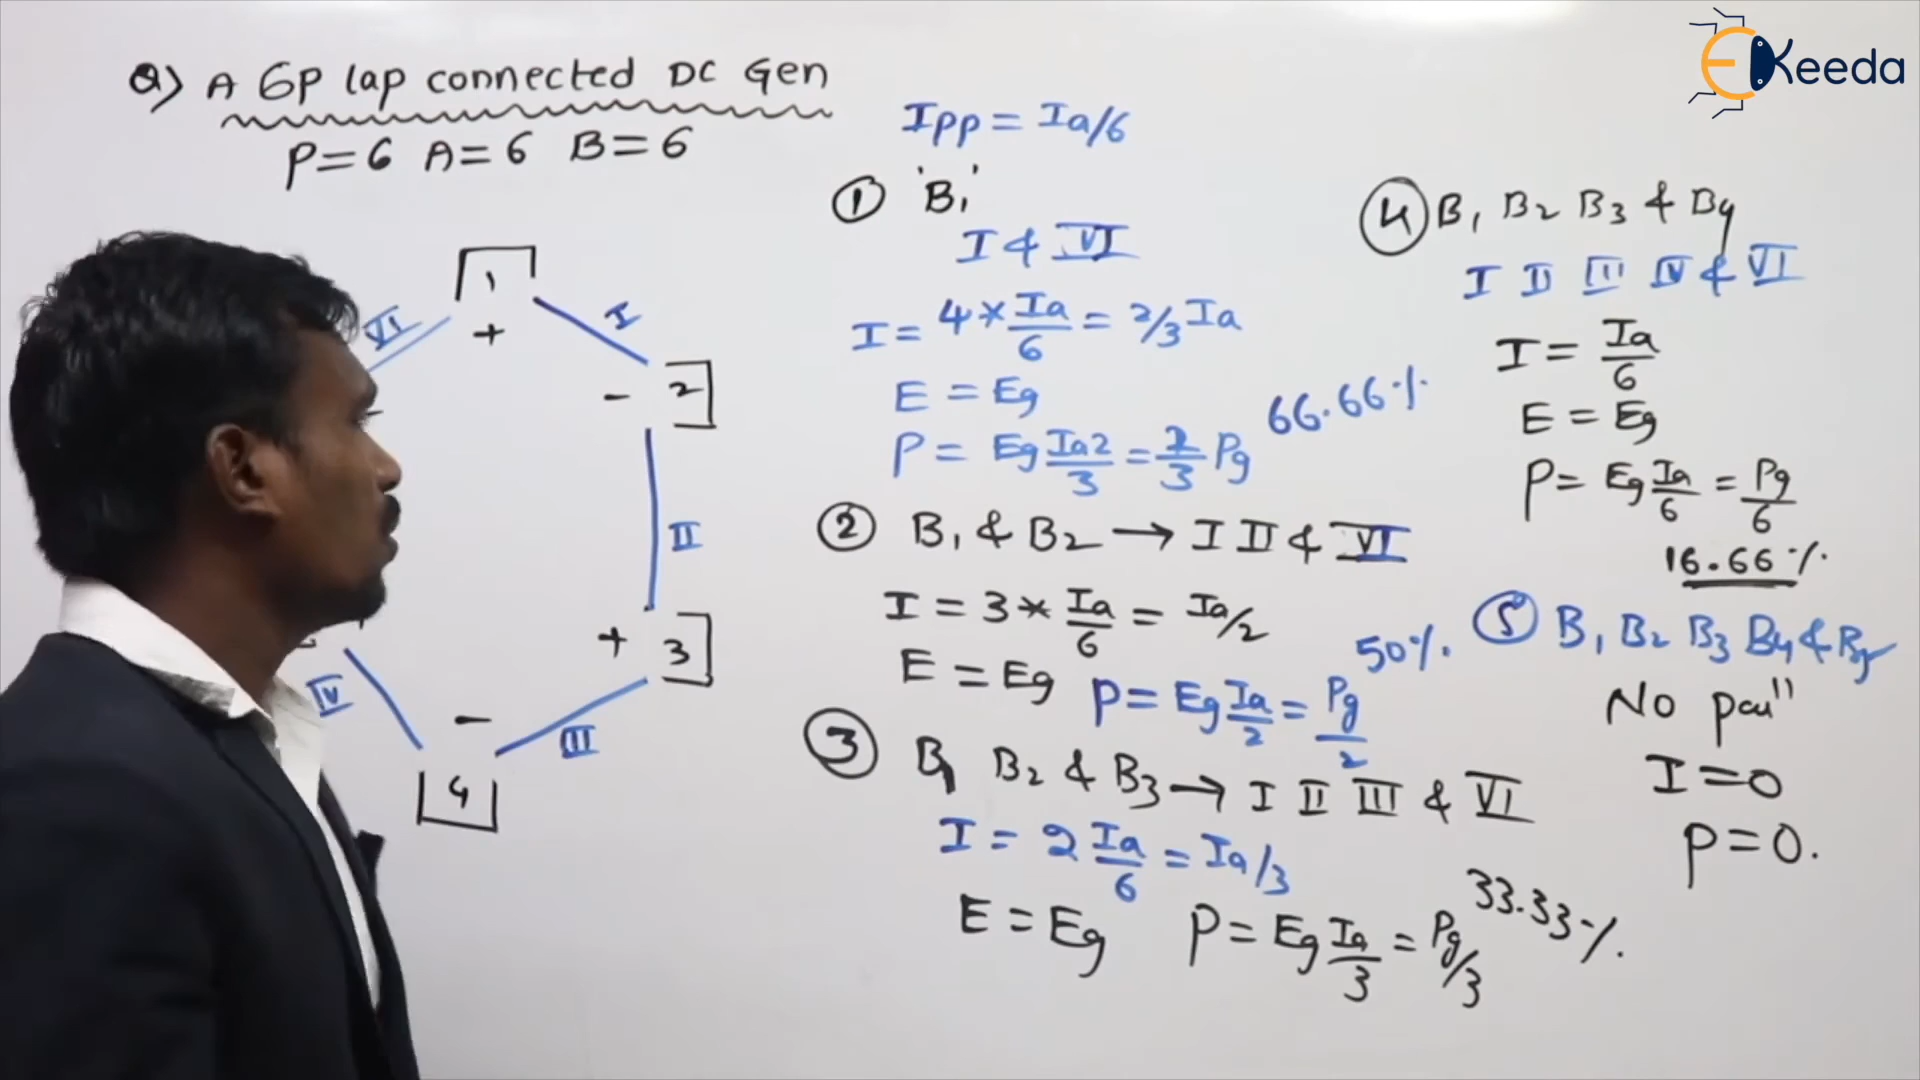 Q) A 6P lap connected DC Gen
P=6 A=6 B=6
1
+
VI
I
-
2
II
+
3
IV
III
-
4
Ipp = Ia/6
① 'B1'
I & VI
I = 4 * Ia/6 = 2/3 Ia
E = Eg
P = Eg Ia2/3 = 2/3 Pg
66.66%
② B1 & B2 → I II & VI
I = 3 * Ia/6 = Ia/2
E = Eg
P = Eg Ia/2 = Pg/2
50%.
③ B1 B2 & B3 → I II III & VI
I = 2 Ia/6 = Ia/3
E = Eg P = Eg Ia/3 = Pg/3
33.33%.
④ B1 B2 B3 & B4
I II III IV & VI
I = Ia/6
E = Eg
P = Eg Ia/6 = Pg/6
16.66%.
⑤ B1 B2 B3 B4 & B5
No pall
I=0
P=0.
EKeeda